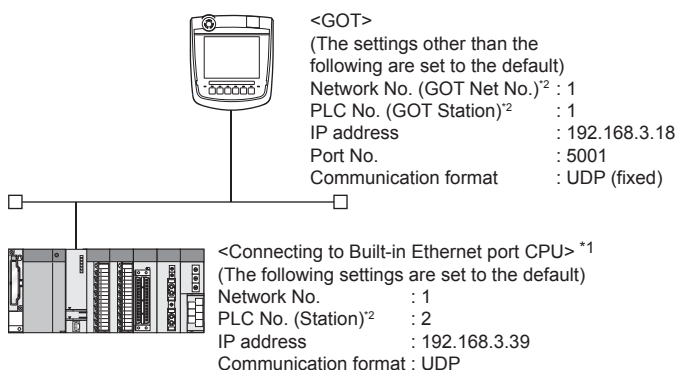 <GOT>
(The settings other than the
following are set to the default)
Network No. (GOT Net No.)*2 : 1
PLC No. (GOT Station)*2 : 1
IP address : 192.168.3.18
Port No. : 5001
Communication format : UDP (fixed)
<Connecting to Built-in Ethernet port CPU> *1
(The following settings are set to the default)
Network No. : 1
PLC No. (Station)*2 : 2
IP address : 192.168.3.39
Communication format : UDP